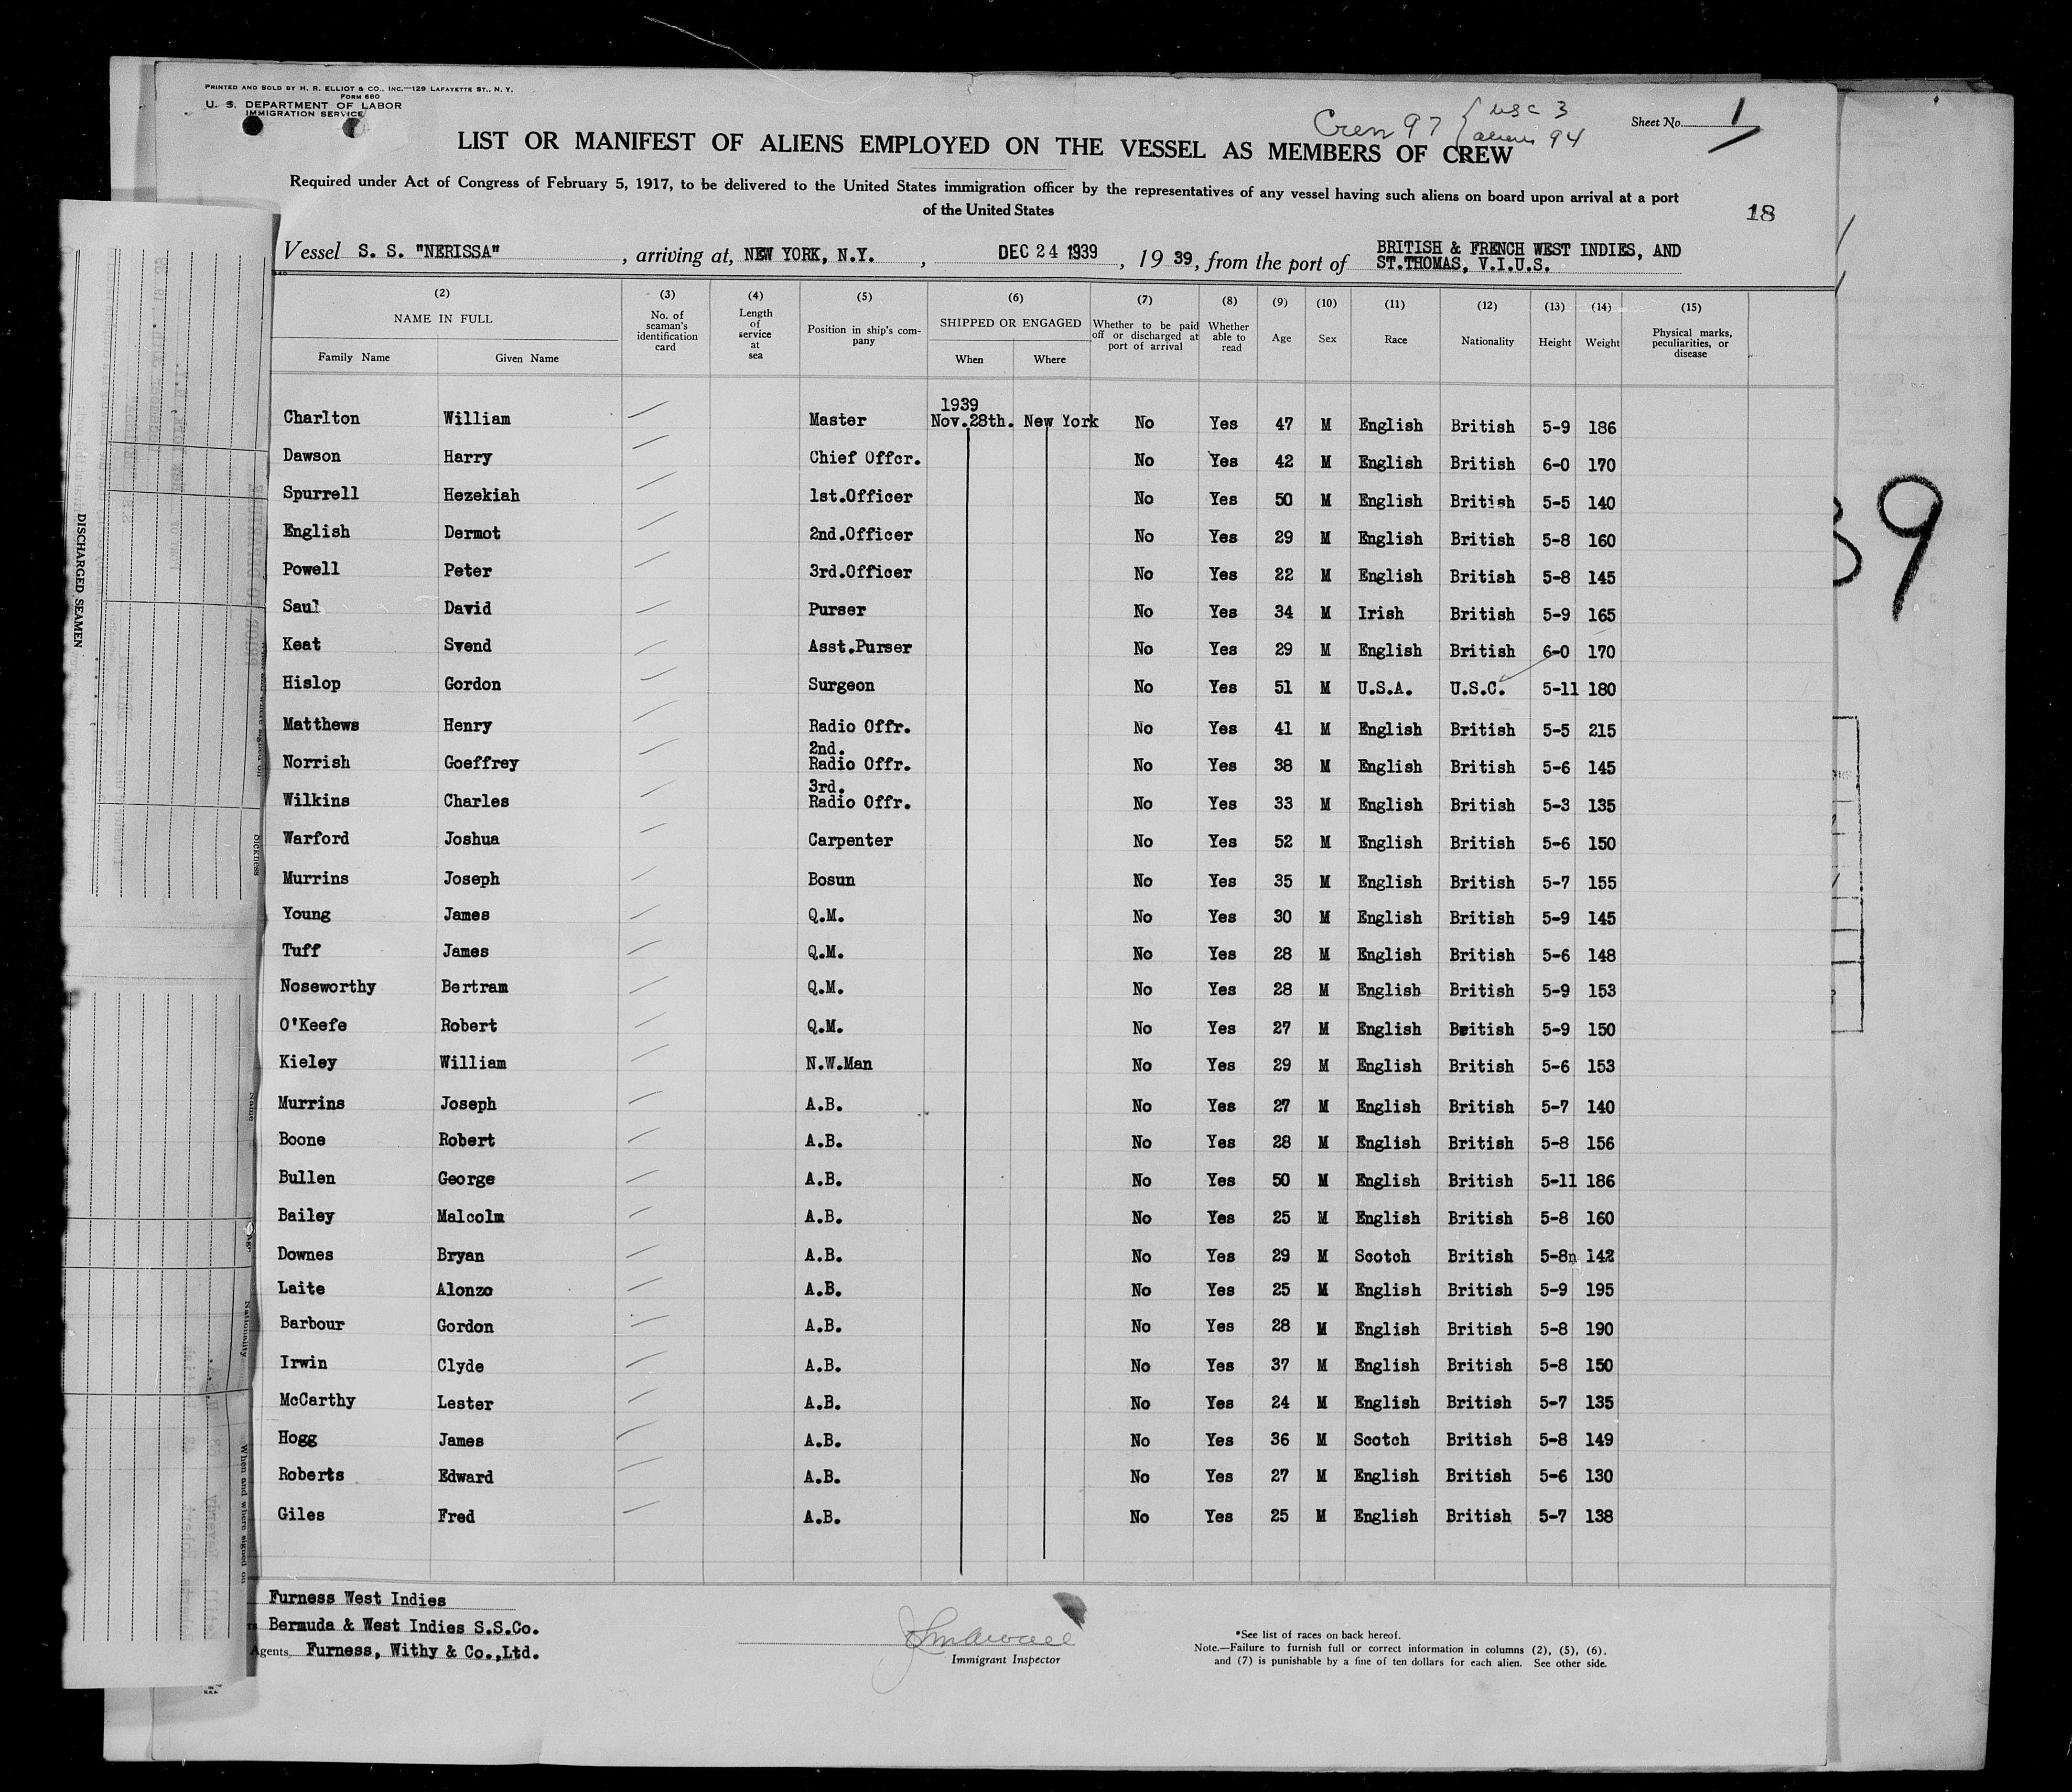 PRINTED AND SOLD BY H. R. ELLIOT & CO., INC.—129 LAFAYETTE ST., N. Y.
FORM 680
U. S. DEPARTMENT OF LABOR
IMMIGRATION SERVICE
Crew 97 { usc 3
aliens 94
Sheet No. 1
LIST OR MANIFEST OF ALIENS EMPLOYED ON THE VESSEL AS MEMBERS OF CREW
Required under Act of Congress of February 5, 1917, to be delivered to the United States immigration officer by the representatives of any vessel having such aliens on board upon arrival at a port
of the United States
18
Vessel S. S. "NERISSA" , arriving at, NEW YORK, N.Y. , DEC 24 1939 , 19 39, from the port of BRITISH & FRENCH WEST INDIES, AND
ST.THOMAS, V.I.U.S.
(2) (3) (4) (5) (6) (7) (8) (9) (10) (11) (12) (13) (14) (15)
NAME IN FULL No. of seaman's identification card Length of service at sea Position in ship's company SHIPPED OR ENGAGED Whether to be paid off or discharged at port of arrival Whether able to read Age Sex Race Nationality Height Weight Physical marks, peculiarities, or disease
Family Name Given Name When Where
1939
Charlton William Master Nov.28th. New York No Yes 47 M English British 5-9 186
Dawson Harry Chief Offcr. No Yes 42 M English British 6-0 170
Spurrell Hezekiah 1st.Officer No Yes 50 M English British 5-5 140
English Dermot 2nd.Officer No Yes 29 M English British 5-8 160
Powell Peter 3rd.Officer No Yes 22 M English British 5-8 145
Saul David Purser No Yes 34 M Irish British 5-9 165
Keat Svend Asst.Purser No Yes 29 M English British 6-0 170
Hislop Gordon Surgeon No Yes 51 M U.S.A. U.S.C. 5-11 180
Matthews Henry Radio Offr. No Yes 41 M English British 5-5 215
2nd.
Norrish Goeffrey Radio Offr. No Yes 38 M English British 5-6 145
3rd.
Wilkins Charles Radio Offr. No Yes 33 M English British 5-3 135
Warford Joshua Carpenter No Yes 52 M English British 5-6 150
Murrins Joseph Bosun No Yes 35 M English British 5-7 155
Young James Q.M. No Yes 30 M English British 5-9 145
Tuff James Q.M. No Yes 28 M English British 5-6 148
Noseworthy Bertram Q.M. No Yes 28 M English British 5-9 153
O'Keefe Robert Q.M. No Yes 27 M English British 5-9 150
Kieley William N.W.Man No Yes 29 M English British 5-6 153
Murrins Joseph A.B. No Yes 27 M English British 5-7 140
Boone Robert A.B. No Yes 28 M English British 5-8 156
Bullen George A.B. No Yes 50 M English British 5-11 186
Bailey Malcolm A.B. No Yes 25 M English British 5-8 160
Downes Bryan A.B. No Yes 29 M Scotch British 5-8n 142
Laite Alonzo A.B. No Yes 25 M English British 5-9 195
Barbour Gordon A.B. No Yes 28 M English British 5-8 190
Irwin Clyde A.B. No Yes 37 M English British 5-8 150
McCarthy Lester A.B. No Yes 24 M English British 5-7 135
Hogg James A.B. No Yes 36 M Scotch British 5-8 149
Roberts Edward A.B. No Yes 27 M English British 5-6 130
Giles Fred A.B. No Yes 25 M English British 5-7 138
Furness West Indies
Bermuda & West Indies S.S.Co.
Agents, Furness, Withy & Co.,Ltd.
Immigrant Inspector
*See list of races on back hereof.
Note.—Failure to furnish full or correct information in columns (2), (5), (6),
and (7) is punishable by a fine of ten dollars for each alien. See other side.
DISCHARGED SEAMEN
Sickness
Name
Nationality
When and where signed on
39